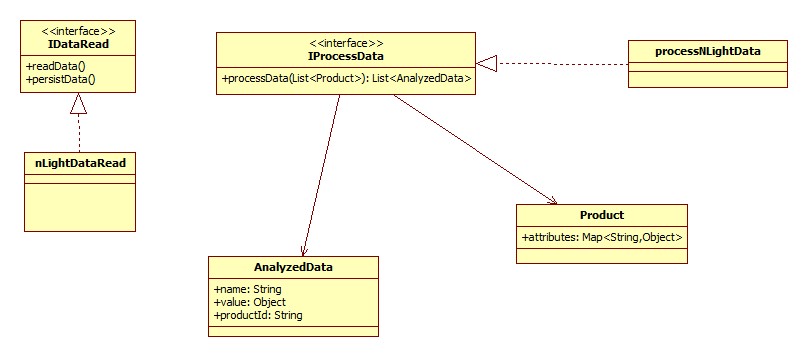 <<interface>>
IDataRead
+readData()
+persistData()
nLightDataRead
<<interface>>
IProcessData
+processData(List<Product>): List<AnalyzedData>
processNLightData
Product
+attributes: Map<String,Object>
AnalyzedData
+name: String
+value: Object
+productId: String